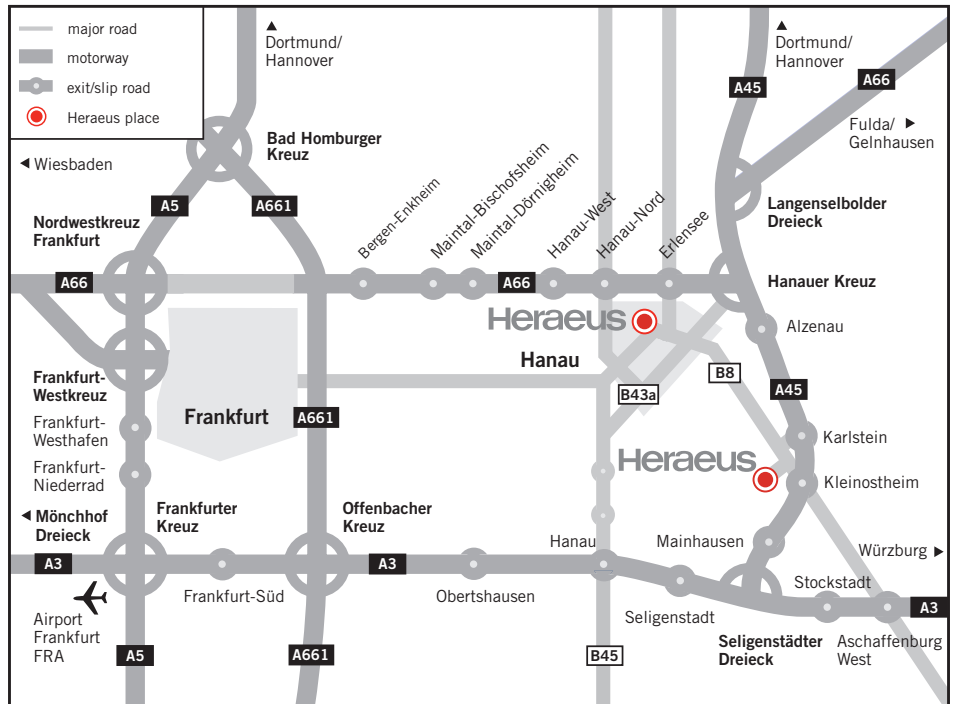 major road
motorway
exit/slip road
Heraeus place
▲
Dortmund/
Hannover
▲
Dortmund/
Hannover
A45
A66
Fulda/ ►
Gelnhausen
Bad Homburger
Kreuz
◄ Wiesbaden
A5
A661
Nordwestkreuz
Frankfurt
Bergen-Enkheim
Maintal-Bischofsheim
Maintal-Dörnigheim
Hanau-West
Hanau-Nord
Erlensee
Langenselbolder
Dreieck
A66
A66
Hanauer Kreuz
Heraeus
Alzenau
Hanau
Frankfurt-
Westkreuz
B8
B43a
A45
Frankfurt
A661
Frankfurt-
Westhafen
Karlstein
Heraeus
Frankfurt-
Niederrad
Kleinostheim
◄ Mönchhof
Dreieck
Frankfurter
Kreuz
Offenbacher
Kreuz
Hanau
Mainhausen
Würzburg ►
A3
A3
Stockstadt
Frankfurt-Süd
Obertshausen
Seligenstadt
A3
Airport
Frankfurt
FRA
Seligenstädter
Dreieck
Aschaffenburg
West
A5
A661
B45